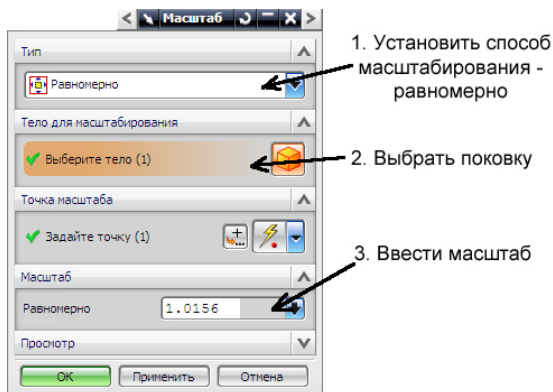 Масштаб
Тип
Равномерно
Тело для масштабирования
Выберите тело (1)
Точка масштаба
Задайте точку (1)
Масштаб
Равномерно 1.0156
Просмотр
ОК Применить Отмена
1. Установить способ
масштабирования -
равномерно
2. Выбрать поковку
3. Ввести масштаб